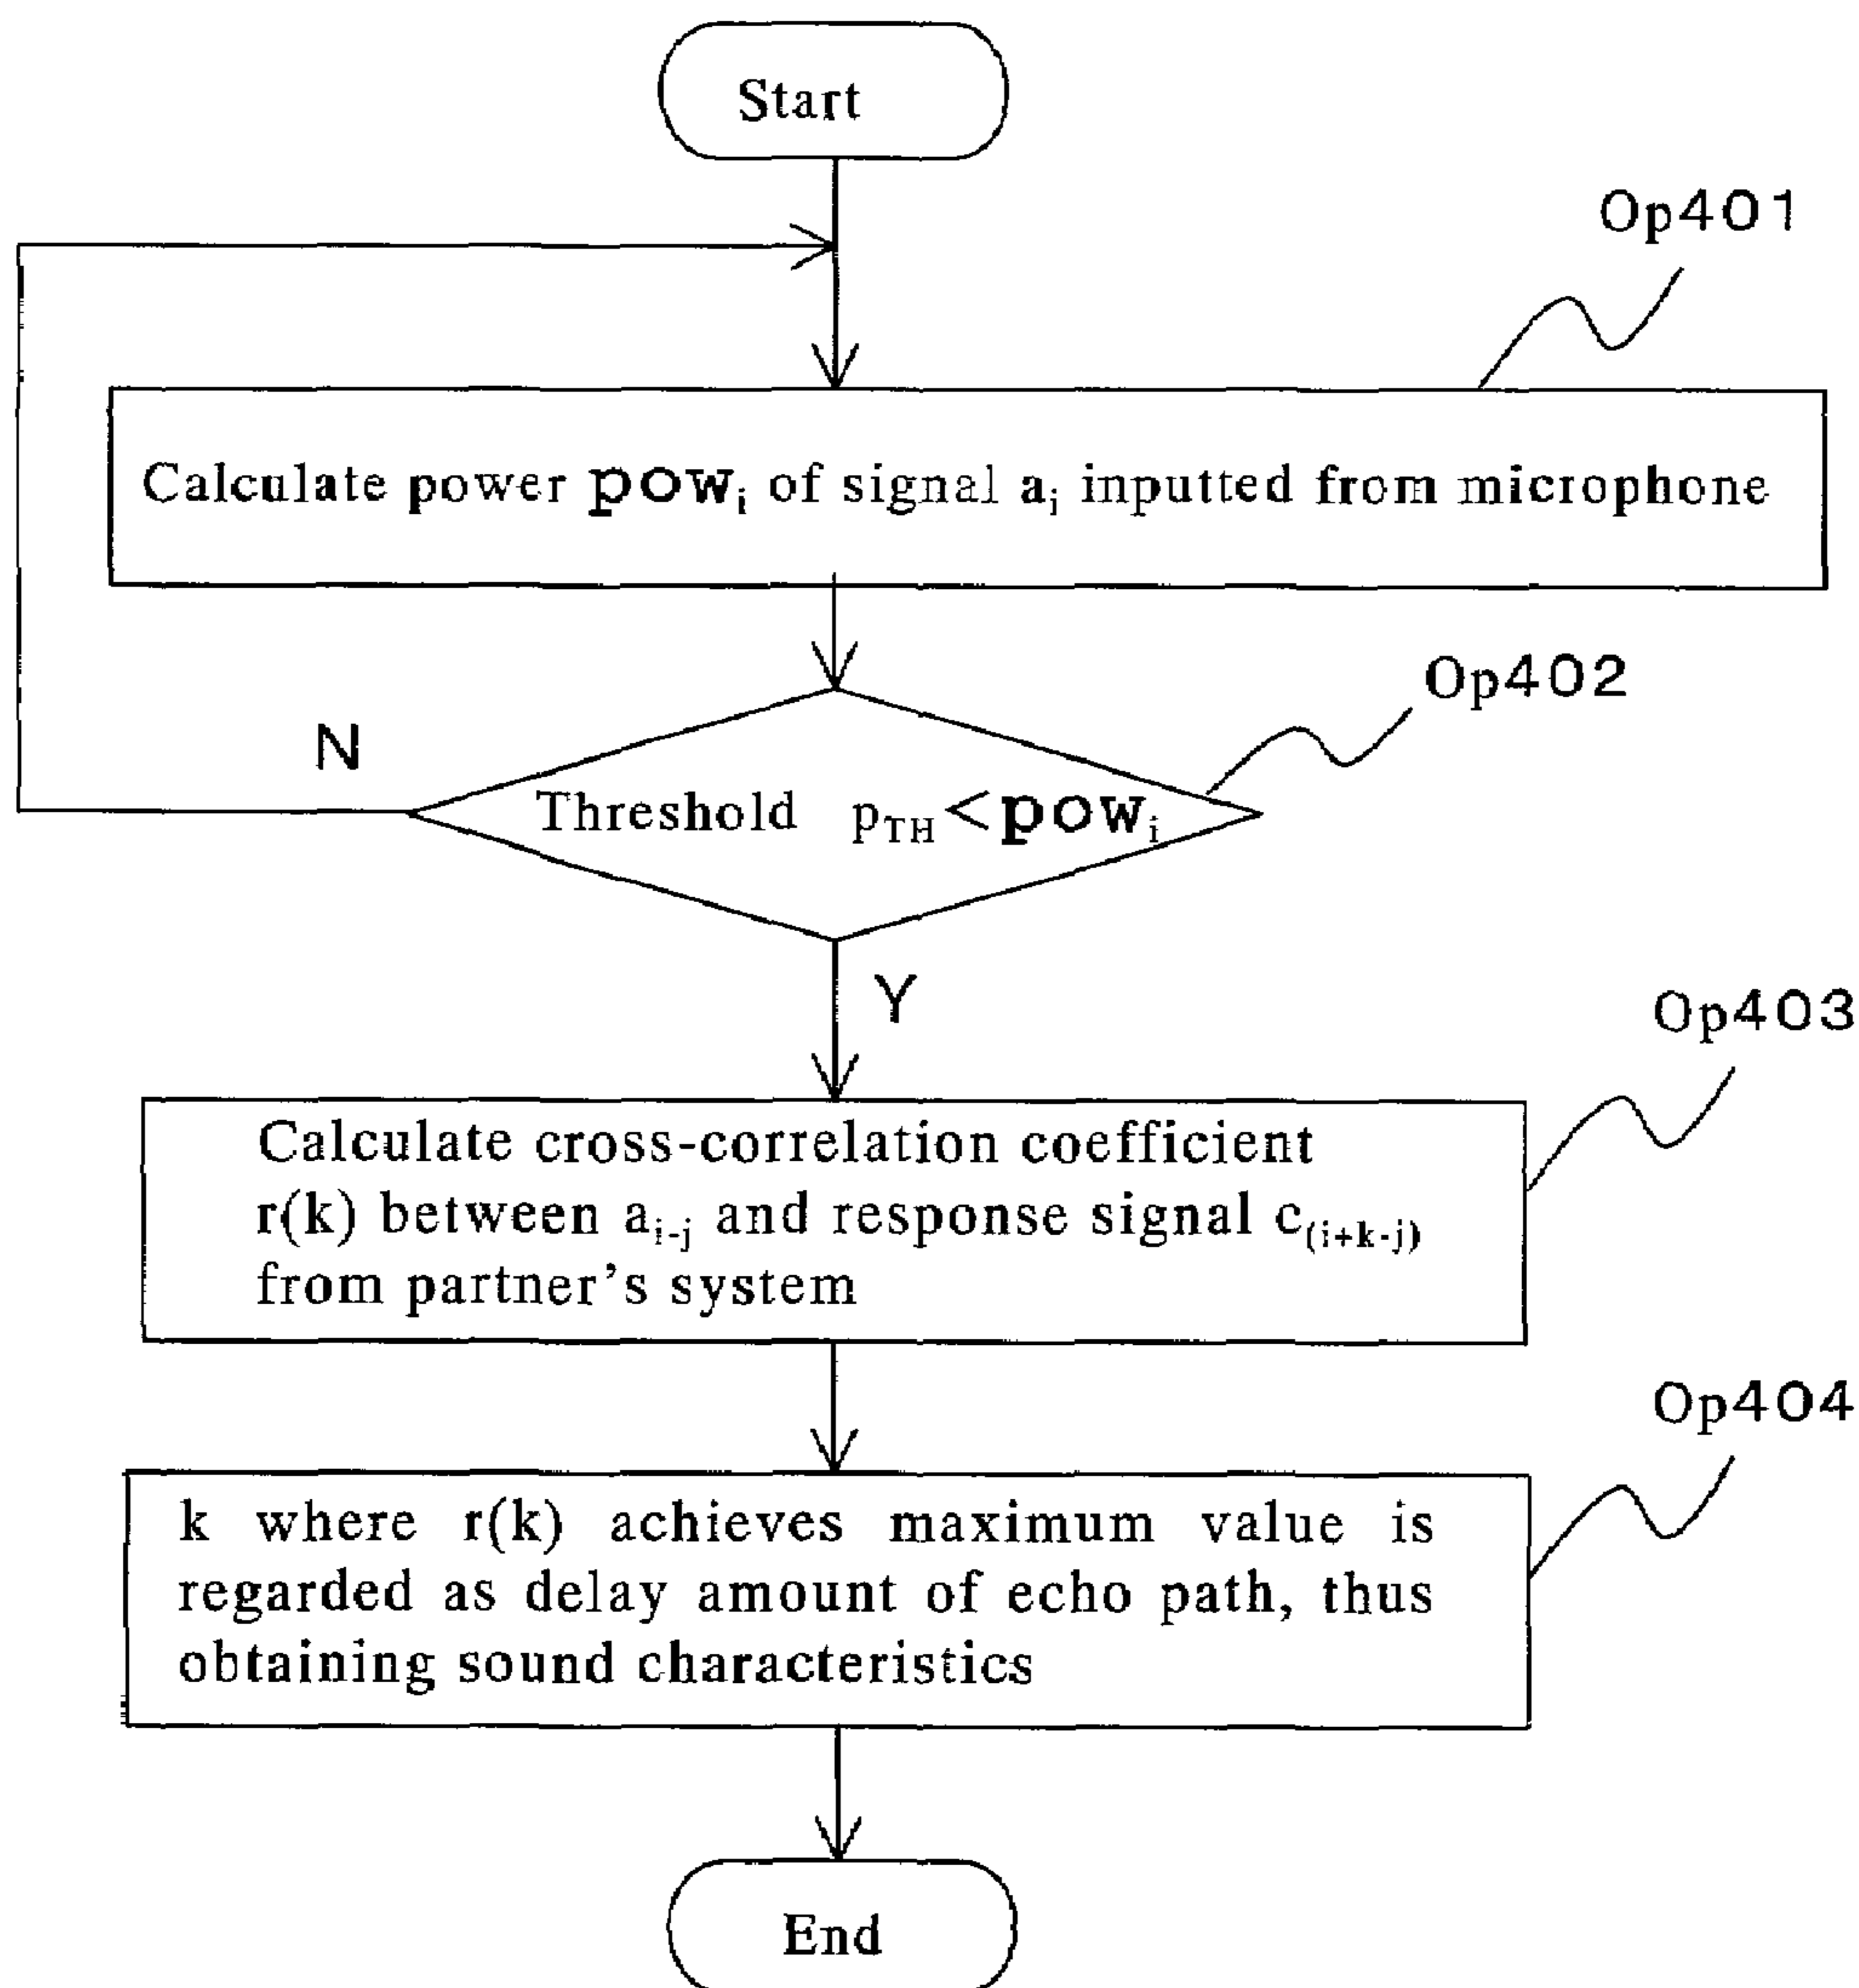 Start
Op401
Calculate power pow_i of signal a_i inputted from microphone
Op402
N
Threshold p_TH < pow_i
Y
Op403
Calculate cross-correlation coefficient
r(k) between a_i-j and response signal c_(i+k-j)
from partner's system
Op404
k where r(k) achieves maximum value is
regarded as delay amount of echo path, thus
obtaining sound characteristics
End